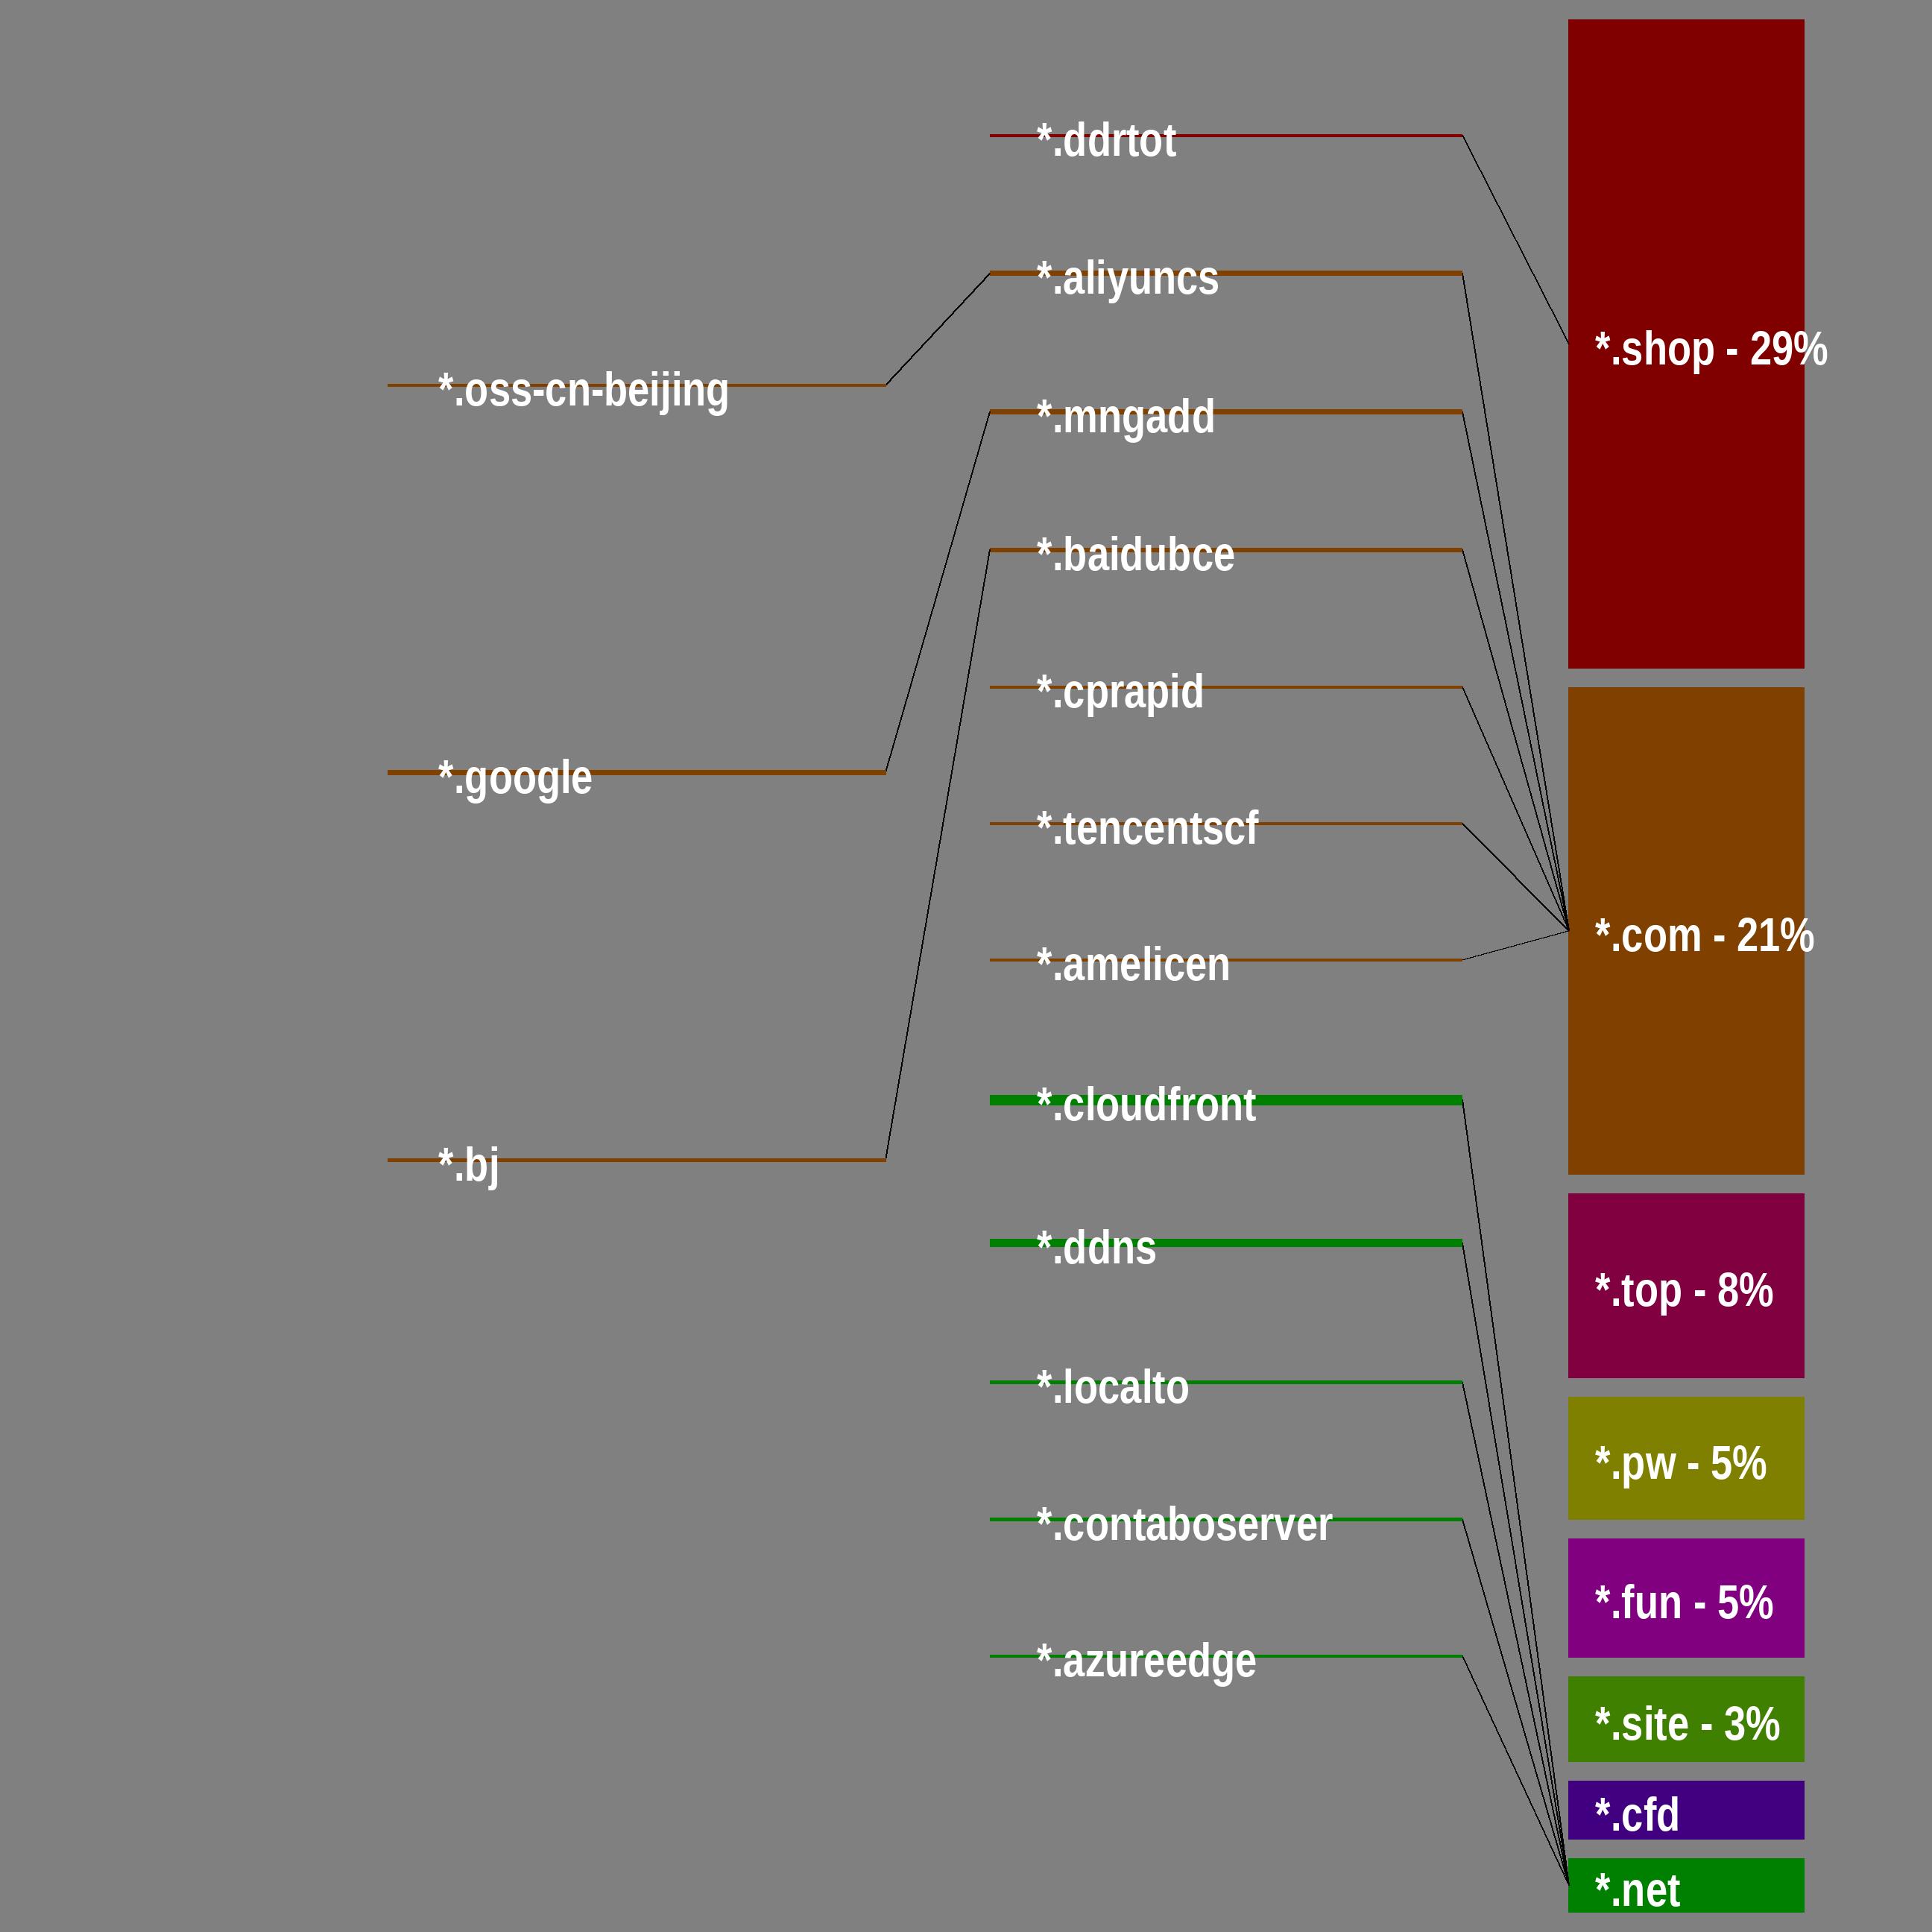 *.ddrtot
*.aliyuncs
*.shop - 29%
*.oss-cn-beijing
*.mngadd
*.baidubce
*.cprapid
*.google
*.tencentscf
*.com - 21%
*.amelicen
*.cloudfront
*.bj
*.ddns
*.top - 8%
*.localto
*.pw - 5%
*.contaboserver
*.fun - 5%
*.azureedge
*.site - 3%
*.cfd
*.net